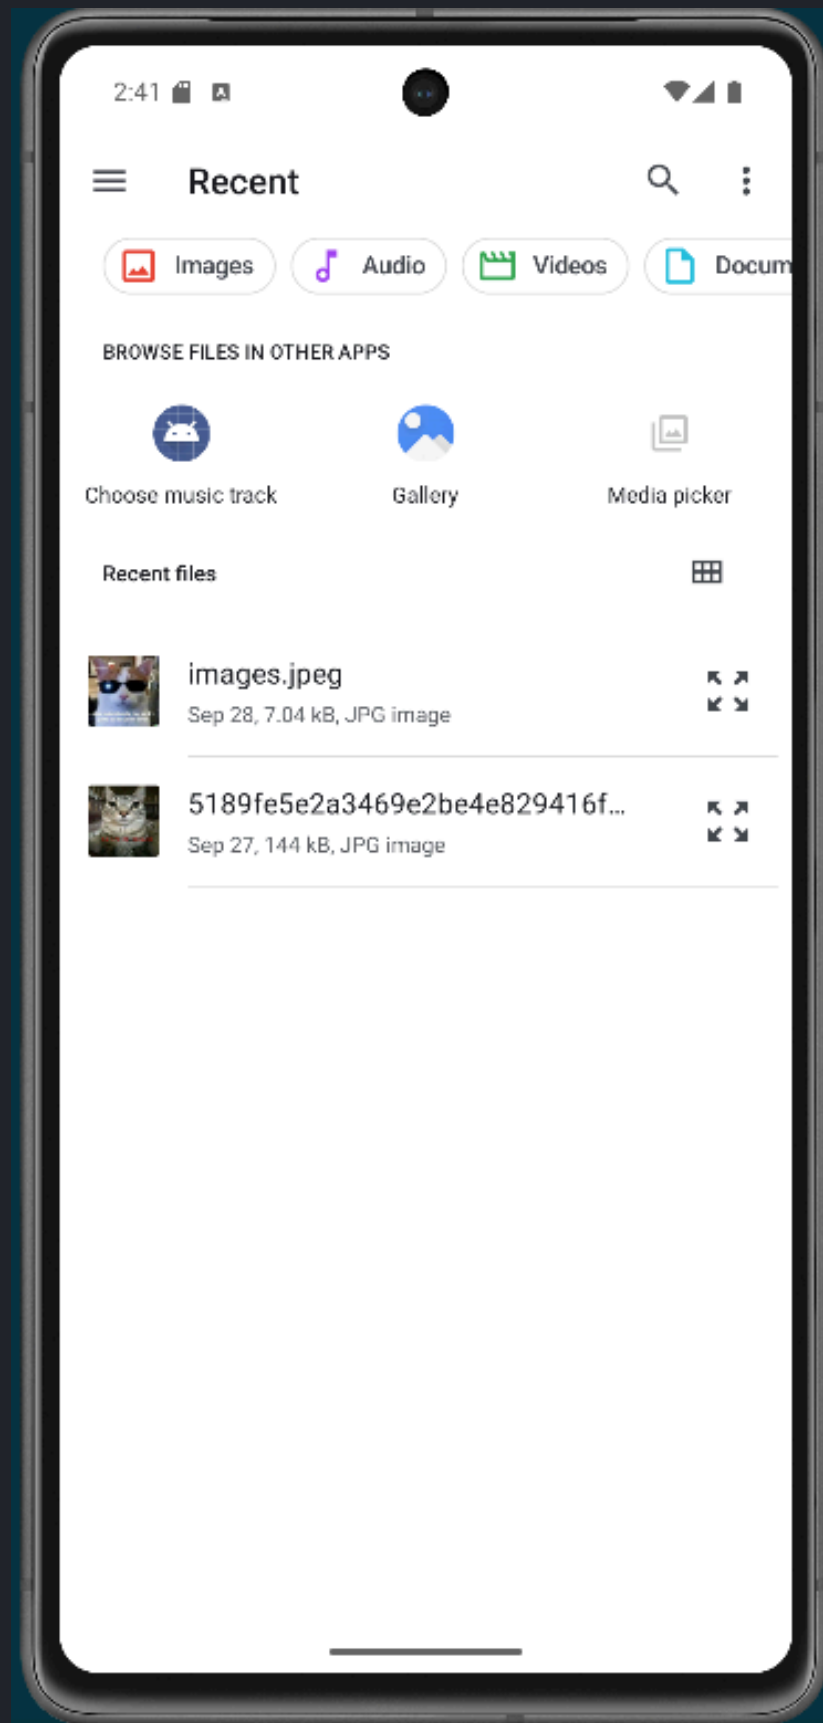 2:41
Recent
Images Audio Videos Docum
BROWSE FILES IN OTHER APPS
Choose music track Gallery Media picker
Recent files
images.jpeg
Sep 28, 7.04 kB, JPG image
5189fe5e2a3469e2be4e829416f...
Sep 27, 144 kB, JPG image